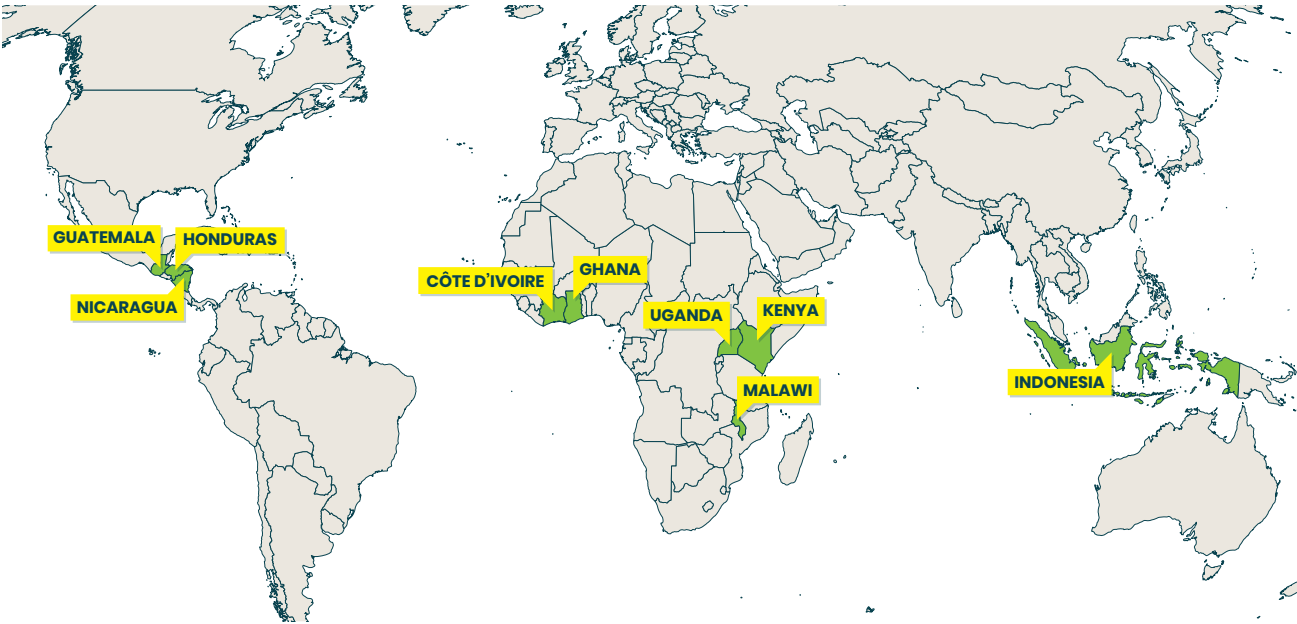 GUATEMALA
HONDURAS
NICARAGUA
CÔTE D’IVOIRE
GHANA
UGANDA
KENYA
MALAWI
INDONESIA